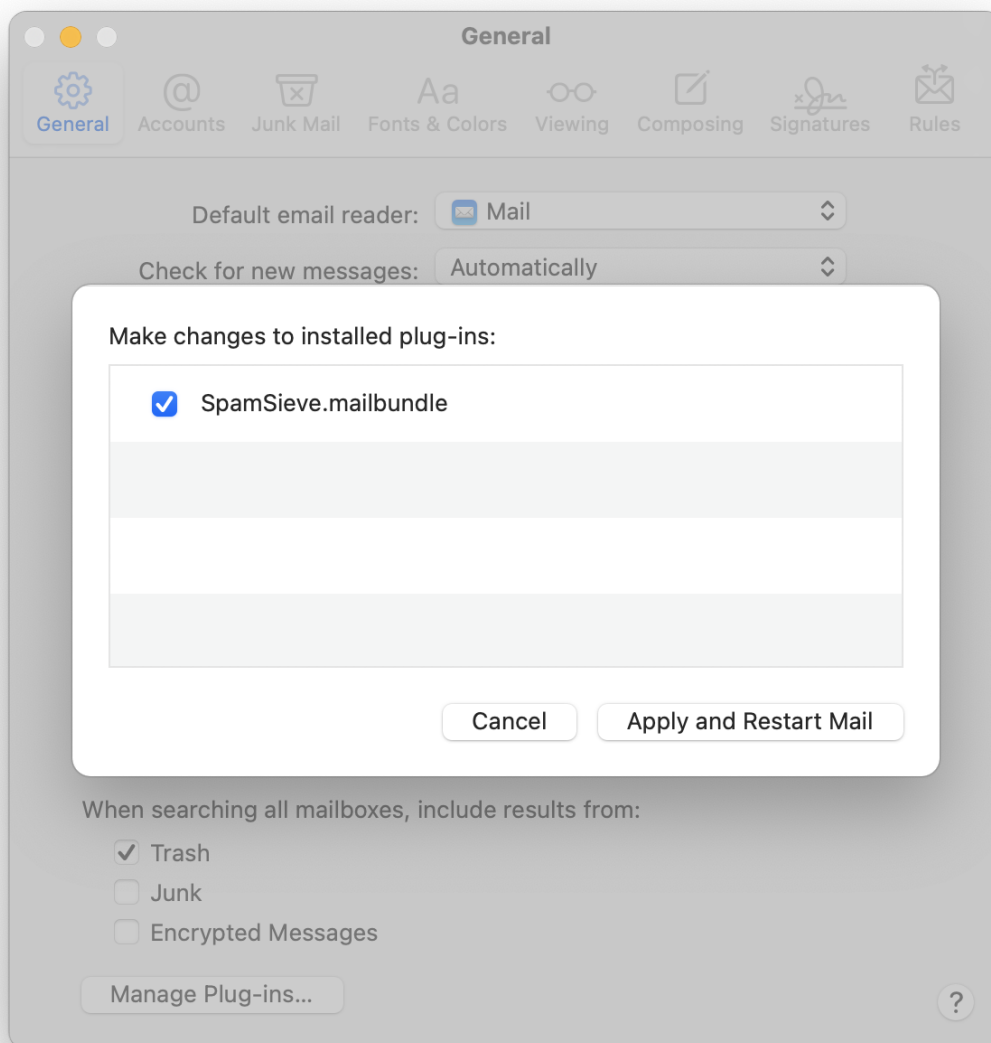 General
@
Aa
General Accounts Junk Mail Fonts & Colors Viewing Composing Signatures Rules
Default email reader: Mail
Check for new messages: Automatically
Make changes to installed plug-ins:
SpamSieve.mailbundle
Cancel Apply and Restart Mail
When searching all mailboxes, include results from:
Trash
Junk
Encrypted Messages
Manage Plug-ins... ?